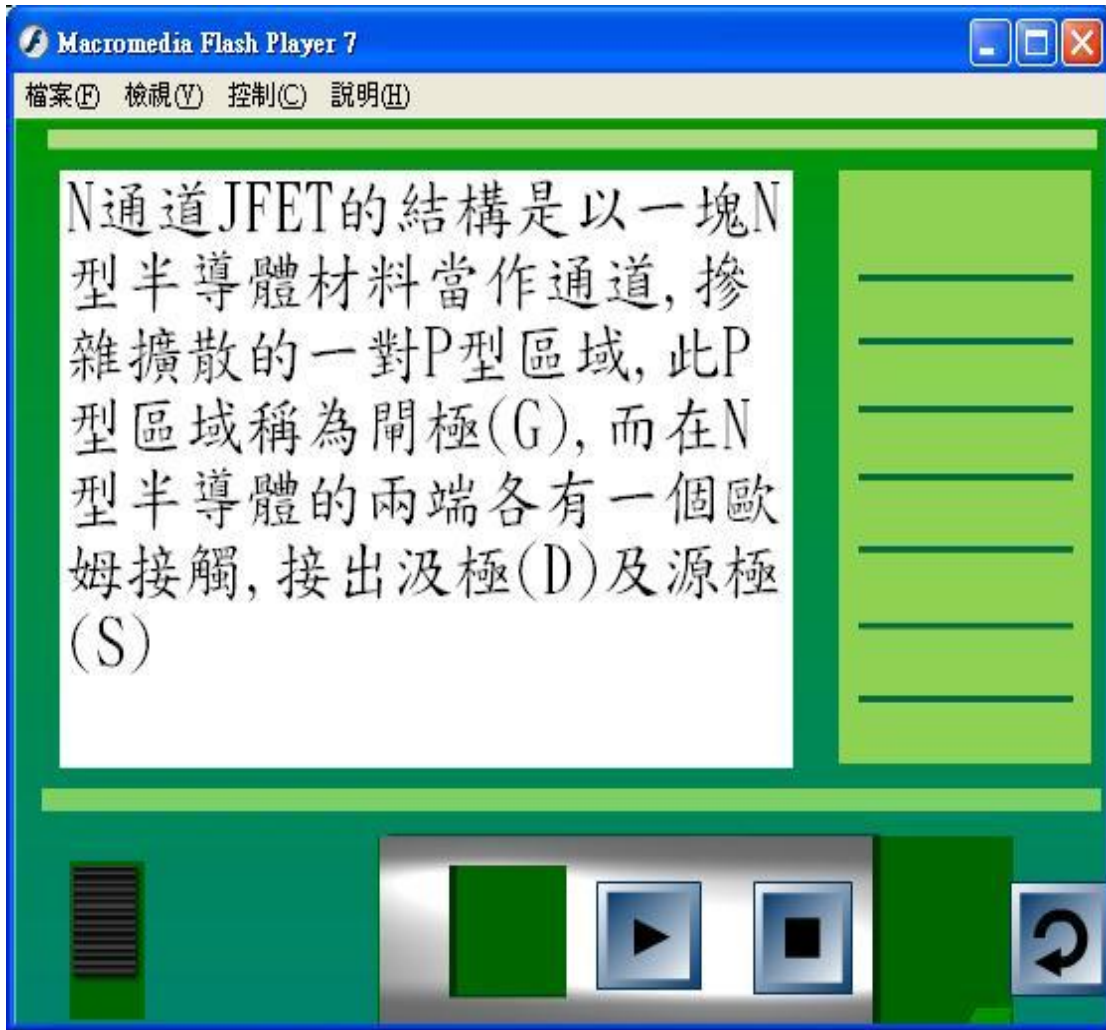 Macromedia Flash Player 7
檔案(F) 檢視(V) 控制(C) 說明(H)
N通道JFET的結構是以一塊N
型半導體材料當作通道,摻
雜擴散的一對P型區域,此P
型區域稱為閘極(G),而在N
型半導體的兩端各有一個歐
姆接觸,接出汲極(D)及源極
(S)